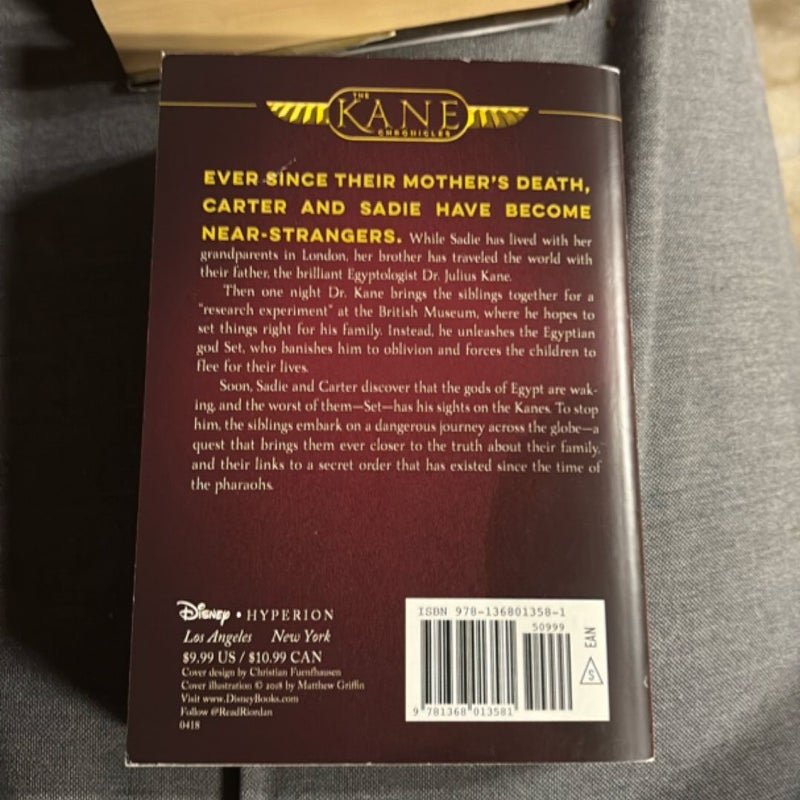 THE
KANE
CHRONICLES
EVER SINCE THEIR MOTHER'S DEATH,
CARTER AND SADIE HAVE BECOME
NEAR-STRANGERS. While Sadie has lived with her
grandparents in London, her brother has traveled the world with
their father, the brilliant Egyptologist Dr. Julius Kane.
Then one night Dr. Kane brings the siblings together for a
"research experiment" at the British Museum, where he hopes to
set things right for his family. Instead, he unleashes the Egyptian
god Set, who banishes him to oblivion and forces the children to
flee for their lives.
Soon, Sadie and Carter discover that the gods of Egypt are wak-
ing, and the worst of them—Set—has his sights on the Kanes. To stop
him, the siblings embark on a dangerous journey across the globe—a
quest that brings them ever closer to the truth about their family,
and their links to a secret order that has existed since the time of
the pharaohs.
Disney • HYPERION
Los Angeles New York
$9.99 US / $10.99 CAN
Cover design by Christian Fuenfhausen
Cover illustration © 2018 by Matthew Griffin
Visit www.DisneyBooks.com
Follow @ReadRiordan
0418
ISBN 978-136801358-1
50999
EAN
S
9 781368 013581